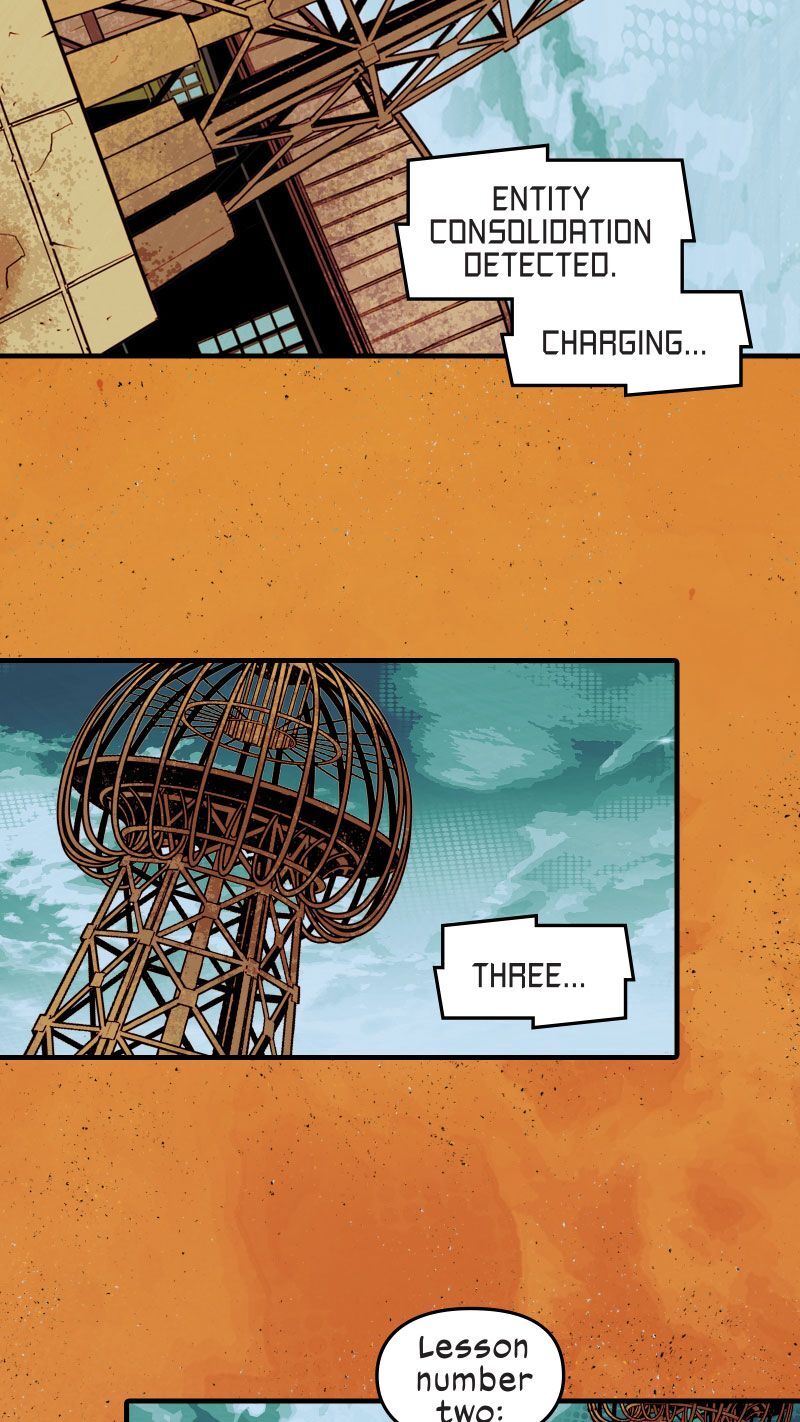 ENTITY
CONSOLIDATION
DETECTED.
CHARGING...
THREE...
Lesson
number
two: